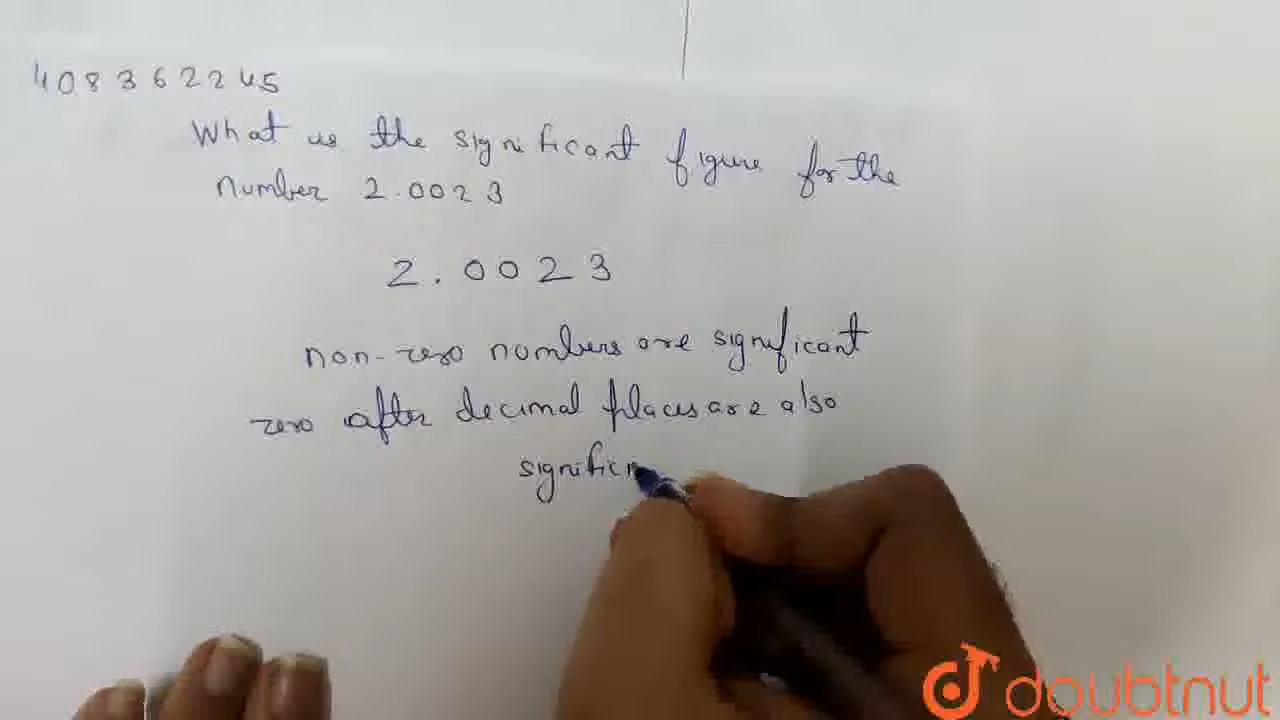 408362245
What is the significant figure for the
number 2.0023
2.0023
non-zero numbers are significant
zero after decimal places are also
signific
doubtnut